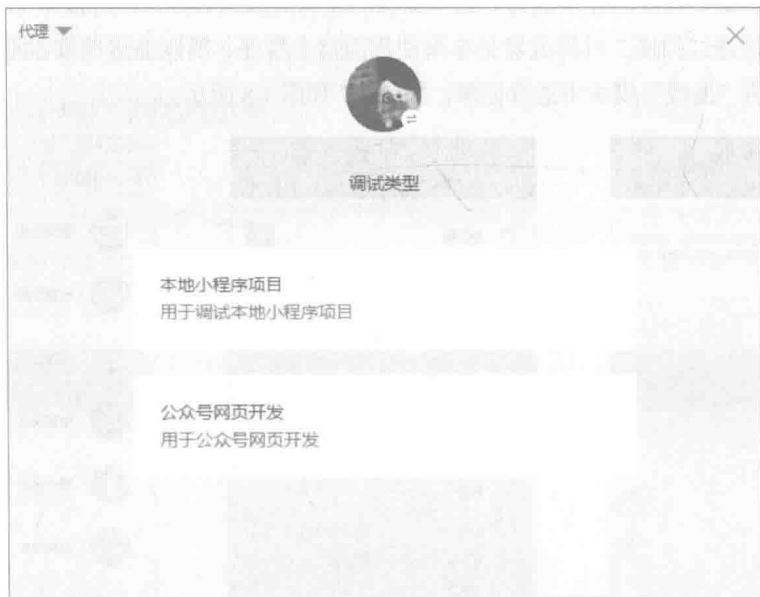 代理
调试类型
本地小程序项目
用于调试本地小程序项目
公众号网页开发
用于公众号网页开发